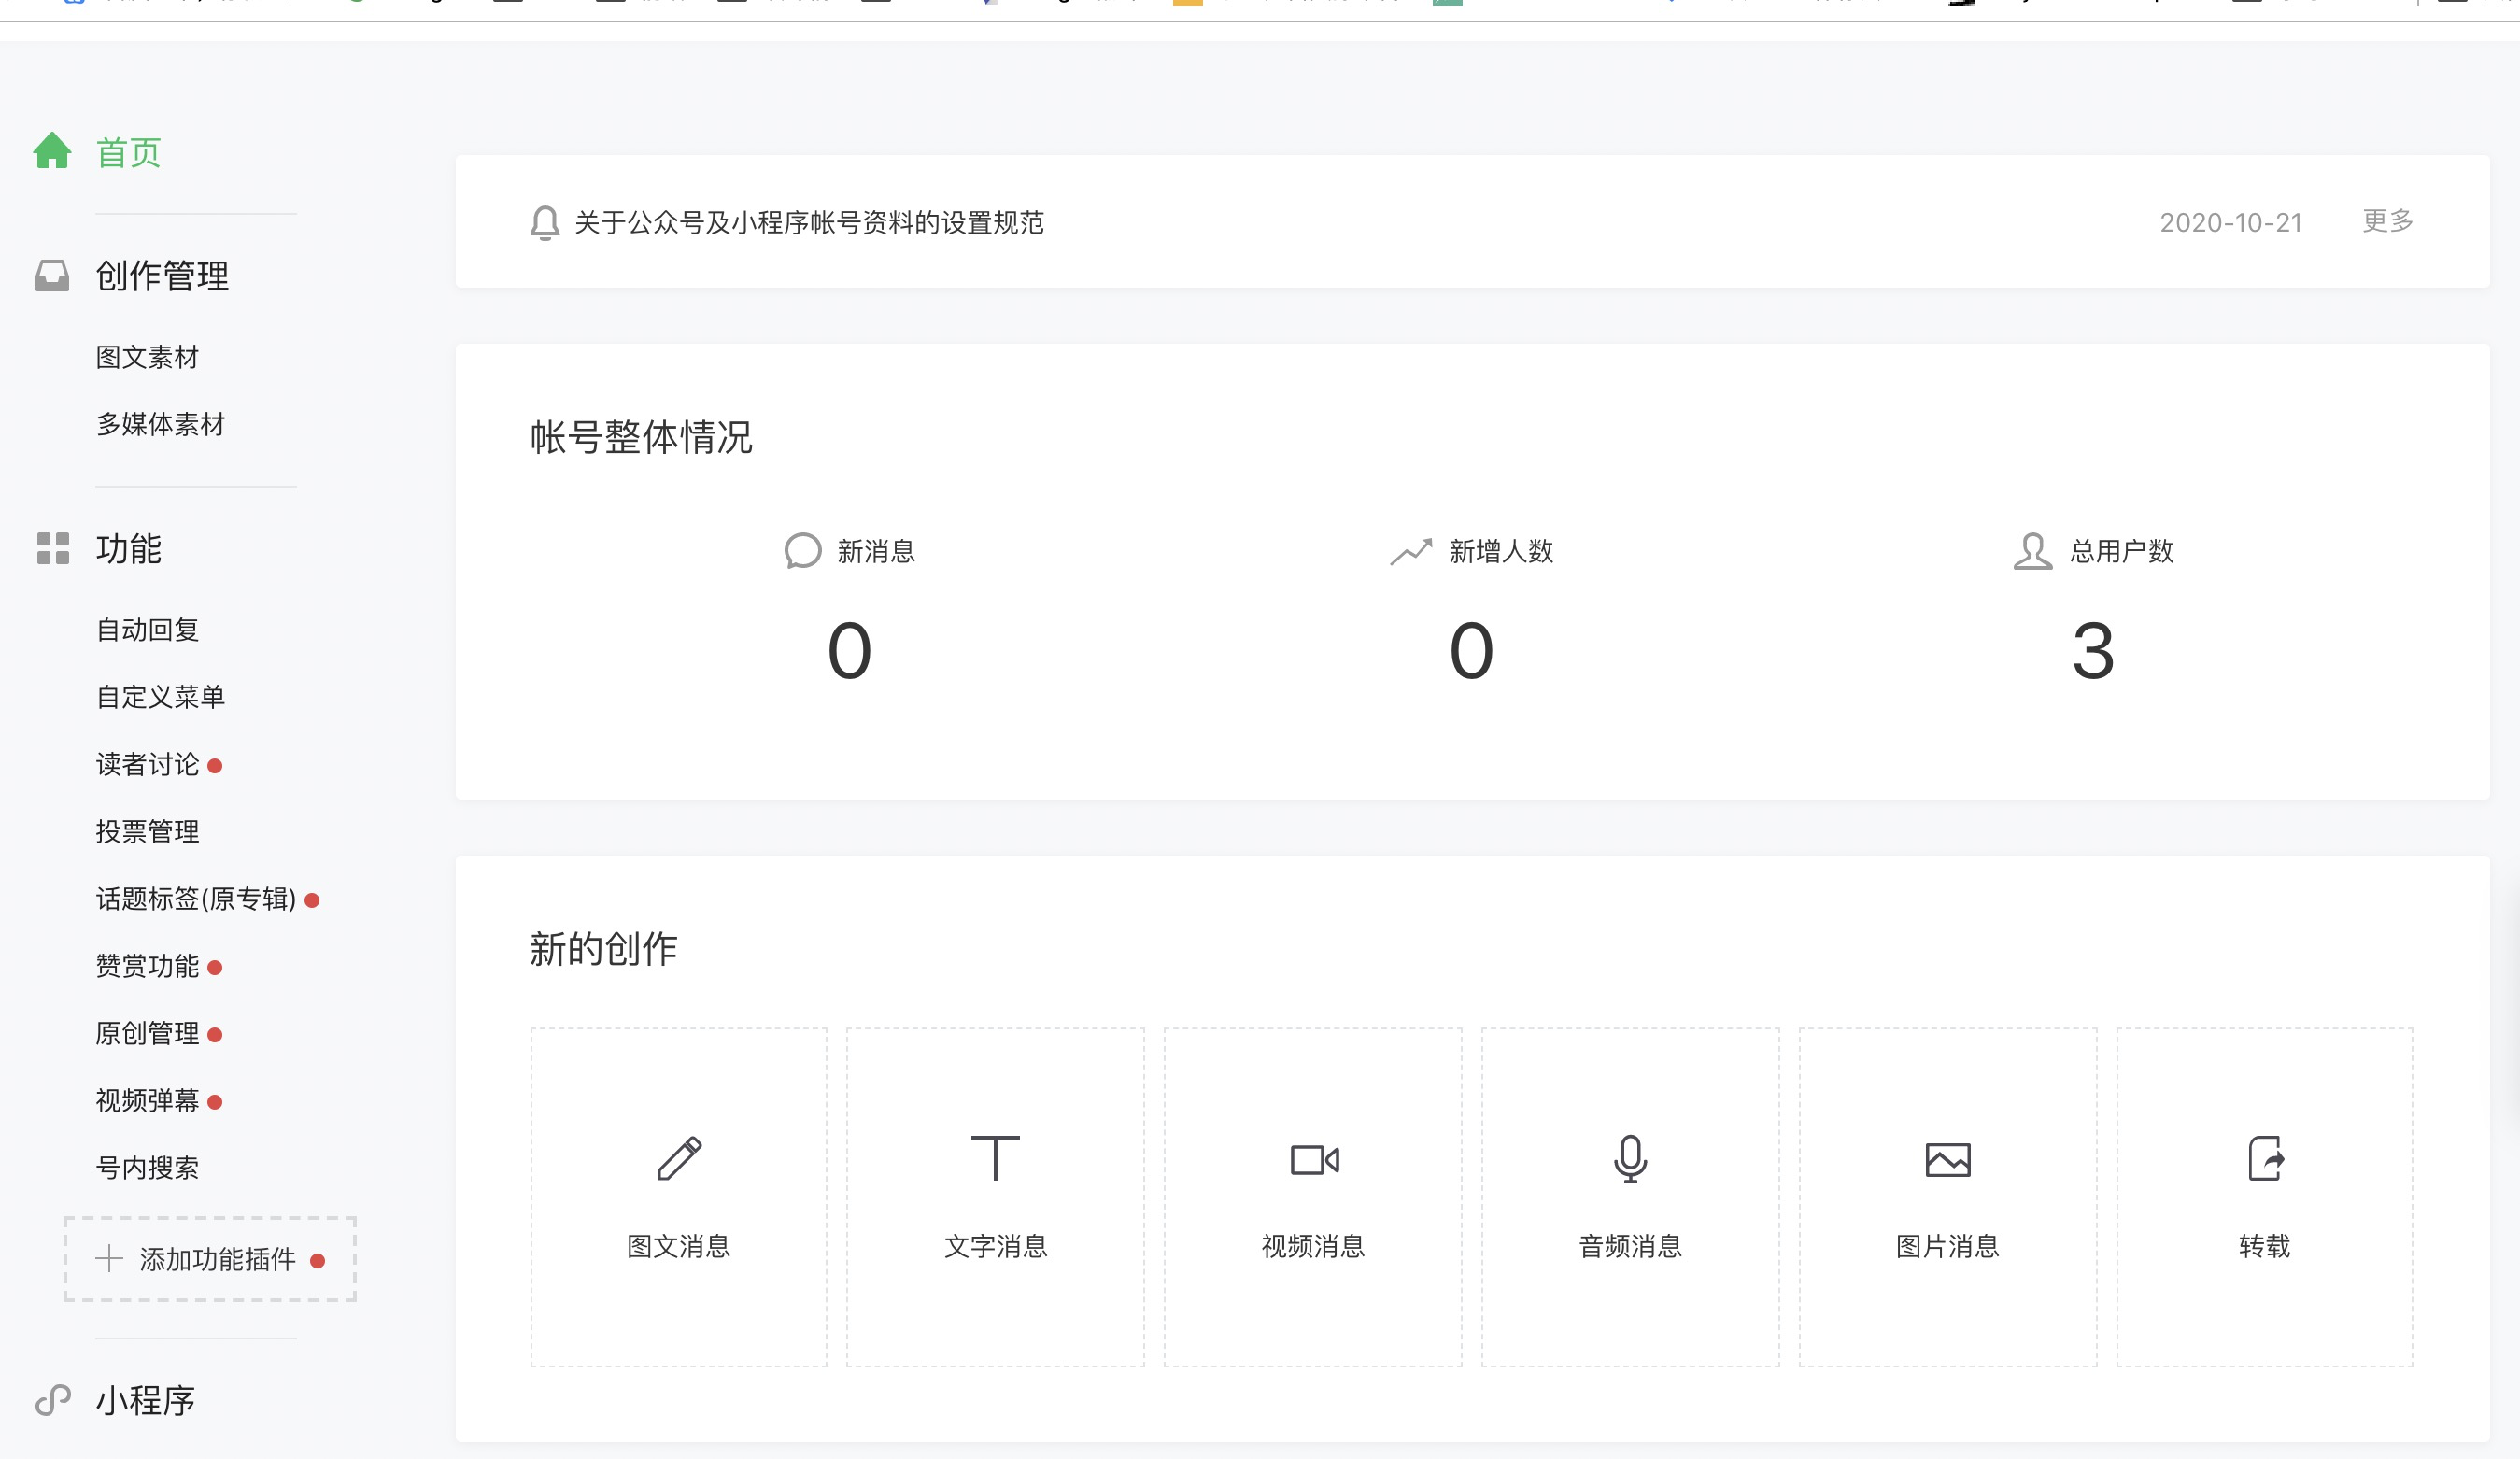 首页
创作管理
图文素材
多媒体素材
功能
自动回复
自定义菜单
读者讨论
投票管理
话题标签(原专辑)
赞赏功能
原创管理
视频弹幕
号内搜索
添加功能插件
小程序
关于公众号及小程序帐号资料的设置规范 2020-10-21 更多
帐号整体情况
新消息 新增人数 总用户数
0 0 3
新的创作
图文消息 文字消息 视频消息 音频消息 图片消息 转载